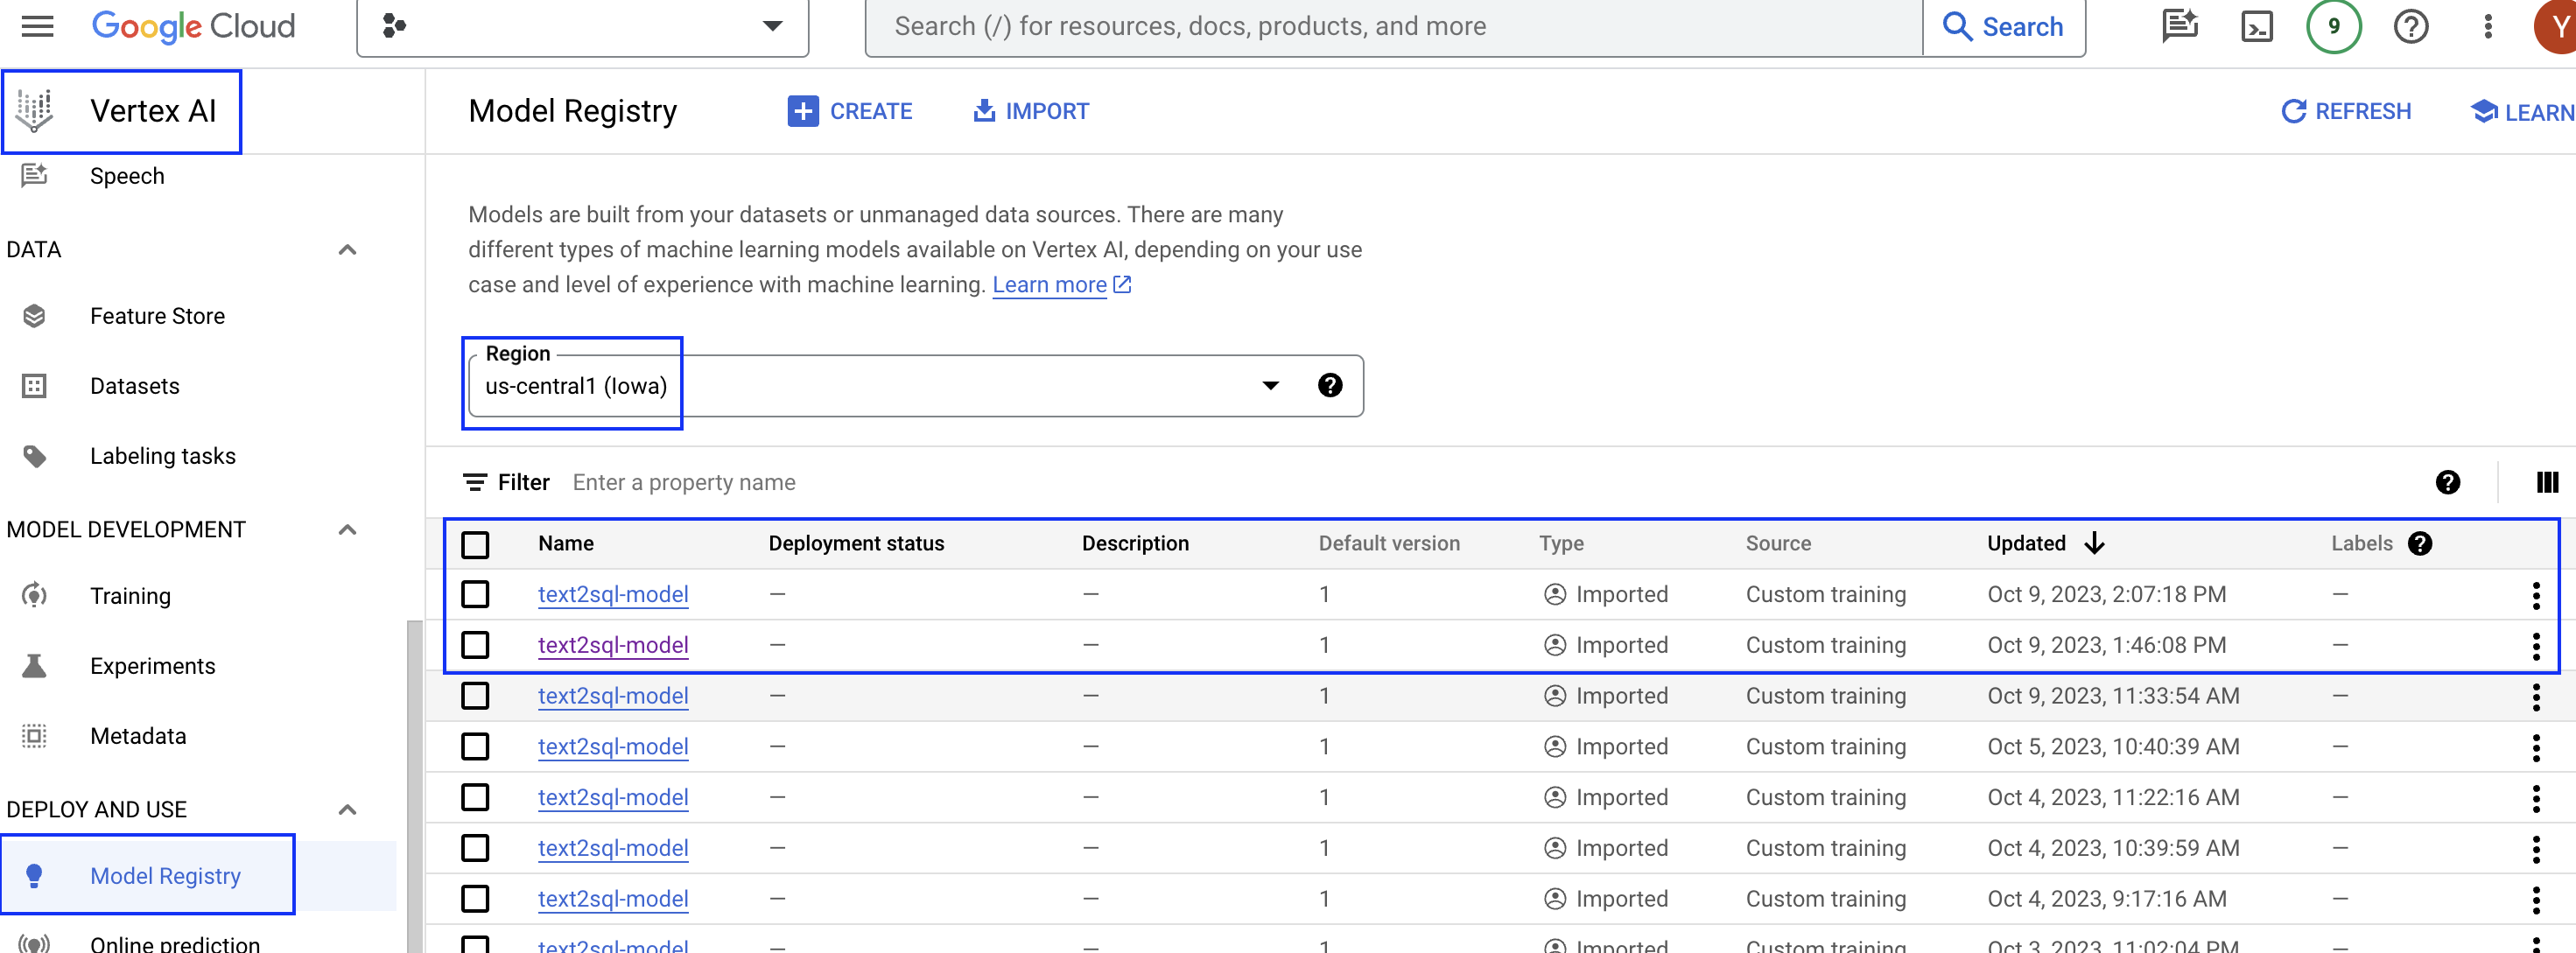 Google Cloud
Search (/) for resources, docs, products, and more
Search
9
Y
Vertex AI
Model Registry
CREATE
IMPORT
REFRESH
LEARN
Speech
DATA
Feature Store
Datasets
Labeling tasks
MODEL DEVELOPMENT
Training
Experiments
Metadata
DEPLOY AND USE
Model Registry
Online prediction
Models are built from your datasets or unmanaged data sources. There are many
different types of machine learning models available on Vertex AI, depending on your use
case and level of experience with machine learning. Learn more
Region
us-central1 (Iowa)
Filter Enter a property name
Name Deployment status Description Default version Type Source Updated Labels
text2sql-model — — 1 Imported Custom training Oct 9, 2023, 2:07:18 PM —
text2sql-model — — 1 Imported Custom training Oct 9, 2023, 1:46:08 PM —
text2sql-model — — 1 Imported Custom training Oct 9, 2023, 11:33:54 AM —
text2sql-model — — 1 Imported Custom training Oct 5, 2023, 10:40:39 AM —
text2sql-model — — 1 Imported Custom training Oct 4, 2023, 11:22:16 AM —
text2sql-model — — 1 Imported Custom training Oct 4, 2023, 10:39:59 AM —
text2sql-model — — 1 Imported Custom training Oct 4, 2023, 9:17:16 AM —
text2sql-model — — 1 Imported Custom training Oct 3, 2023, 11:02:04 PM —